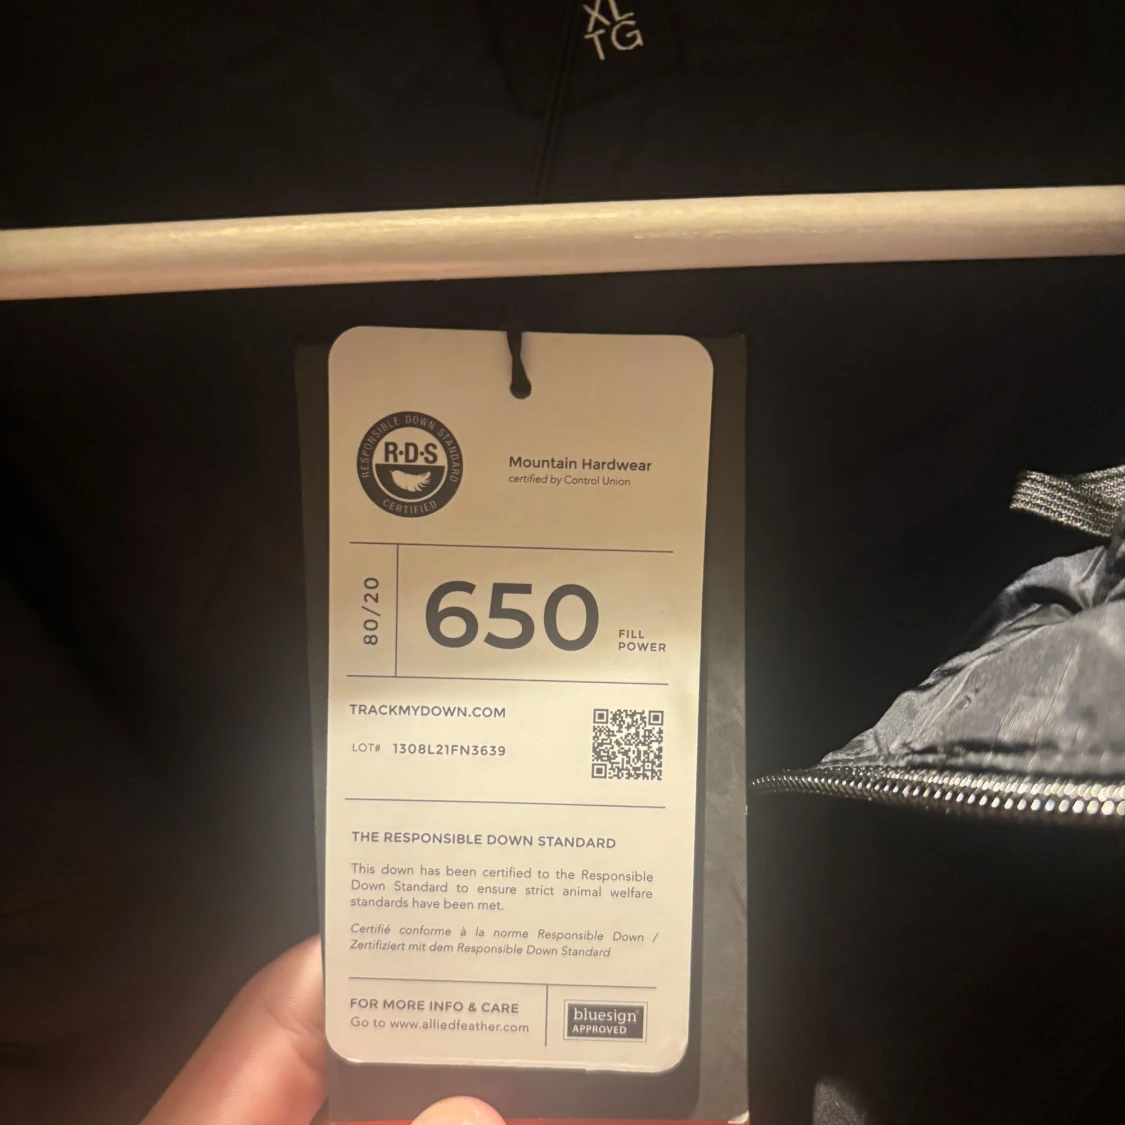 XL
TG
RESPONSIBLE DOWN STANDARD
R·D·S
CERTIFIED
Mountain Hardwear
certified by Control Union
80/20
650
FILL
POWER
TRACKMYDOWN.COM
LOT# 1308L21FN3639
THE RESPONSIBLE DOWN STANDARD
This down has been certified to the Responsible
Down Standard to ensure strict animal welfare
standards have been met.
Certifié conforme à la norme Responsible Down /
Zertifiziert mit dem Responsible Down Standard
FOR MORE INFO & CARE
Go to www.alliedfeather.com
bluesign
APPROVED